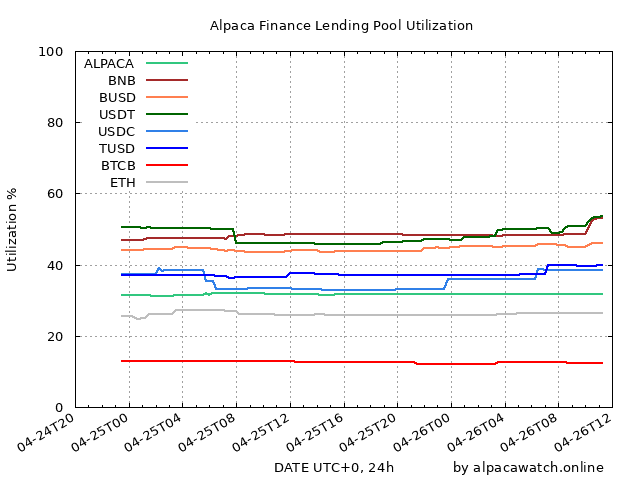 Alpaca Finance Lending Pool Utilization
100
80
60
40
20
0
Utilization %
ALPACA
BNB
BUSD
USDT
USDC
TUSD
BTCB
ETH
04-24T20
04-25T00
04-25T04
04-25T08
04-25T12
04-25T16
04-25T20
04-26T00
04-26T04
04-26T08
04-26T12
DATE UTC+0, 24h
by alpacawatch.online